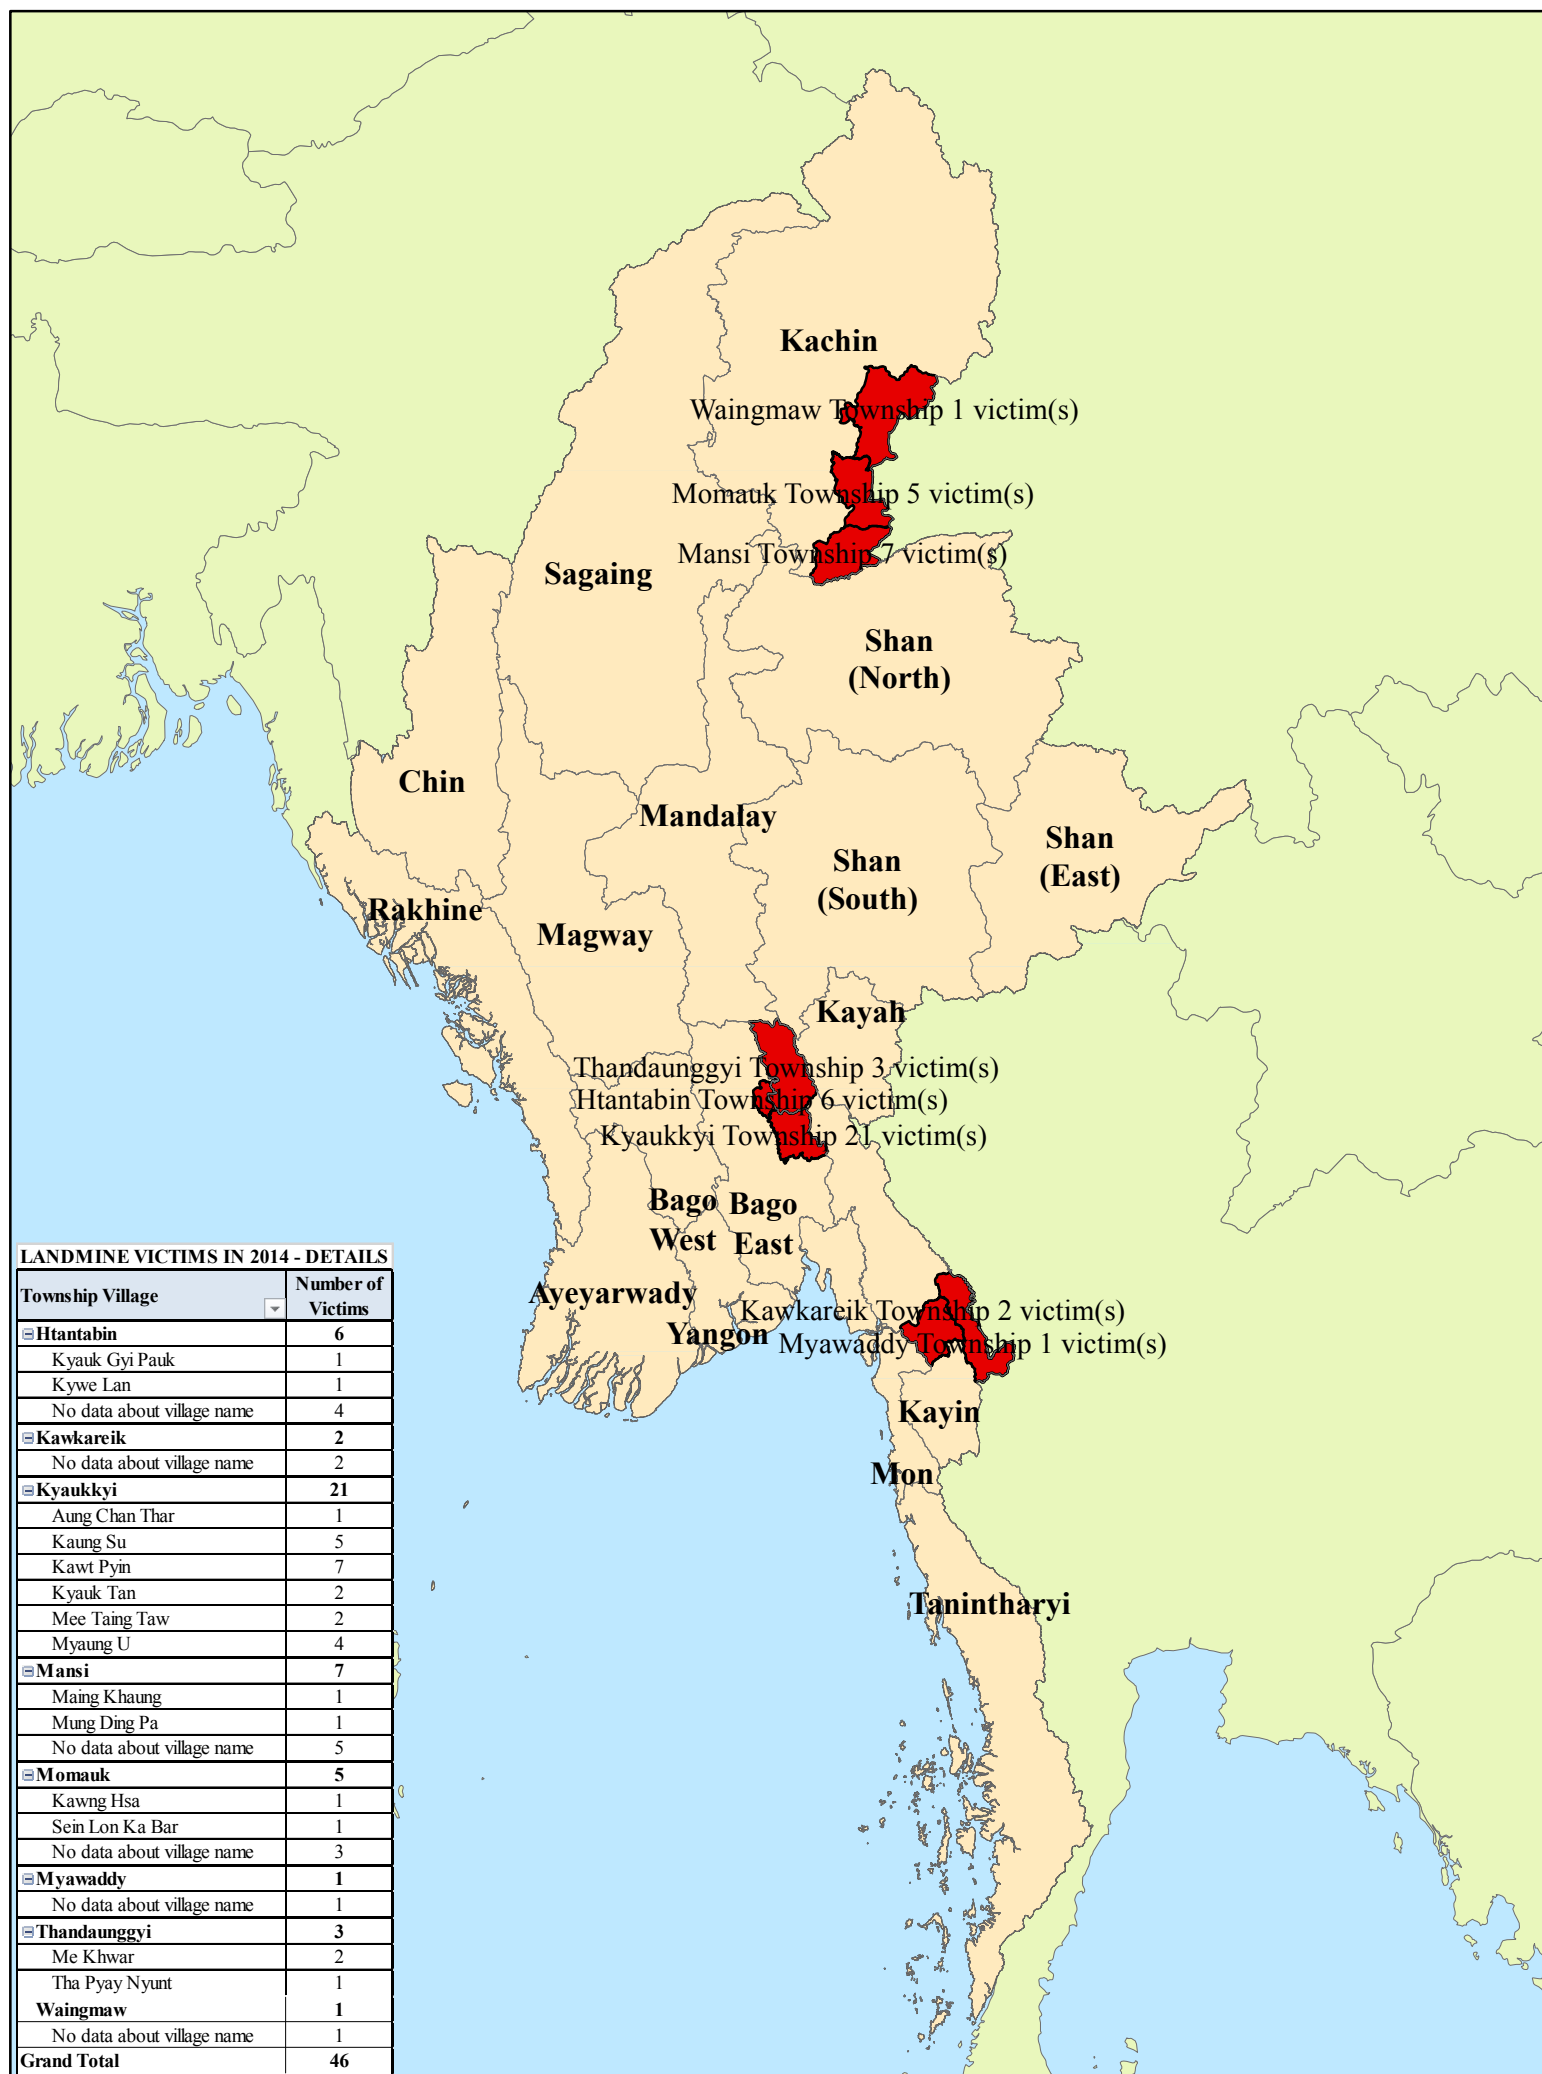 Kachin
Waingmaw Township 1 victim(s)
Momauk Township 5 victim(s)
Mansi Township 7 victim(s)
Sagaing
Shan
(North)
Chin
Mandalay
Shan
(South)
Shan
(East)
Rakhine
Magway
Kayah
Thandaunggyi Township 3 victim(s)
Htantabin Township 6 victim(s)
Kyaukkyi Township 21 victim(s)
Bago
West
Bago
East
Ayeyarwady
Yangon
Kawkareik Township 2 victim(s)
Myawaddy Township 1 victim(s)
Kayin
Mon
Tanintharyi
LANDMINE VICTIMS IN 2014 - DETAILS
Township Village Number of Victims
Htantabin 6
Kyauk Gyi Pauk 1
Kywe Lan 1
No data about village name 4
Kawkareik 2
No data about village name 2
Kyaukkyi 21
Aung Chan Thar 1
Kaung Su 5
Kawt Pyin 7
Kyauk Tan 2
Mee Taing Taw 2
Myaung U 4
Mansi 7
Maing Khaung 1
Mung Ding Pa 1
No data about village name 5
Momauk 5
Kawng Hsa 1
Sein Lon Ka Bar 1
No data about village name 3
Myawaddy 1
No data about village name 1
Thandaunggyi 3
Me Khwar 2
Tha Pyay Nyunt 1
Waingmaw 1
No data about village name 1
Grand Total 46